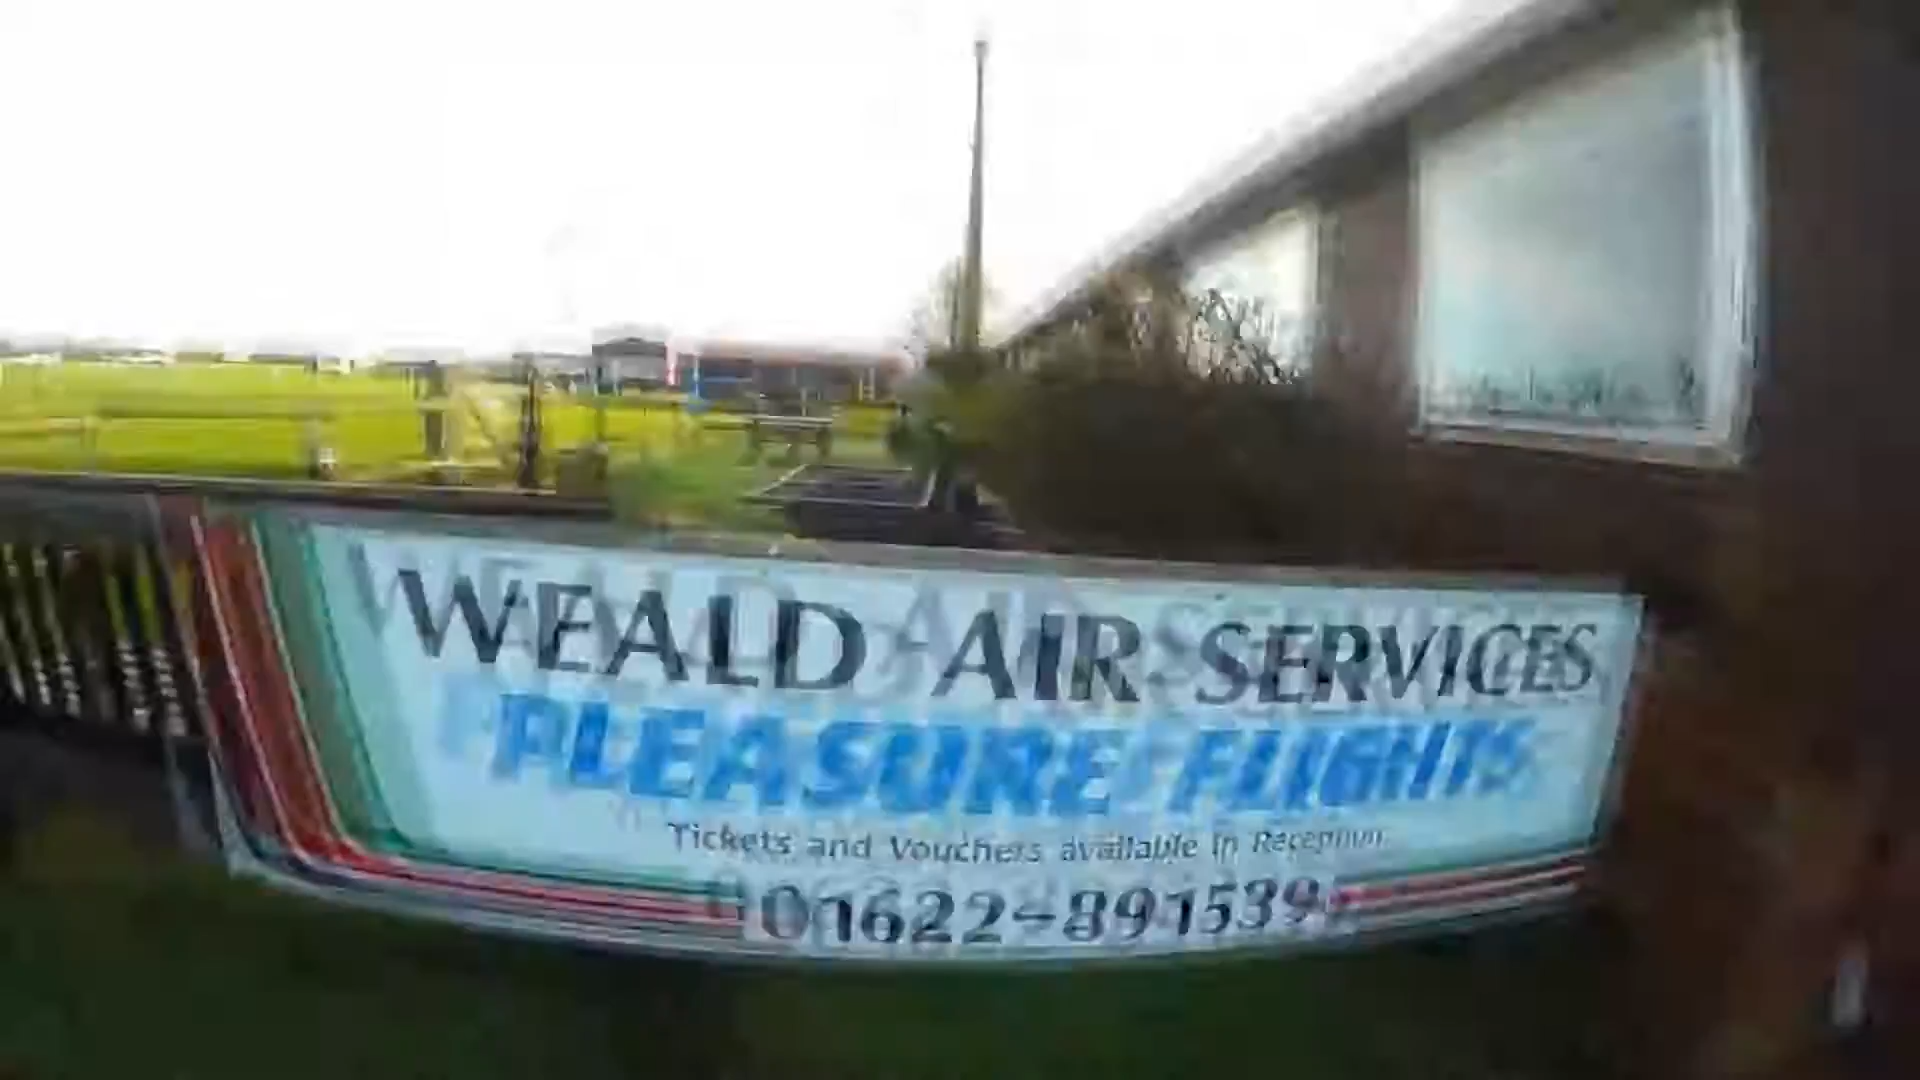 WEALD AIR SERVICES
PLEASURE FLIGHTS
Tickets and Vouchers available in Reception.
01622-891539